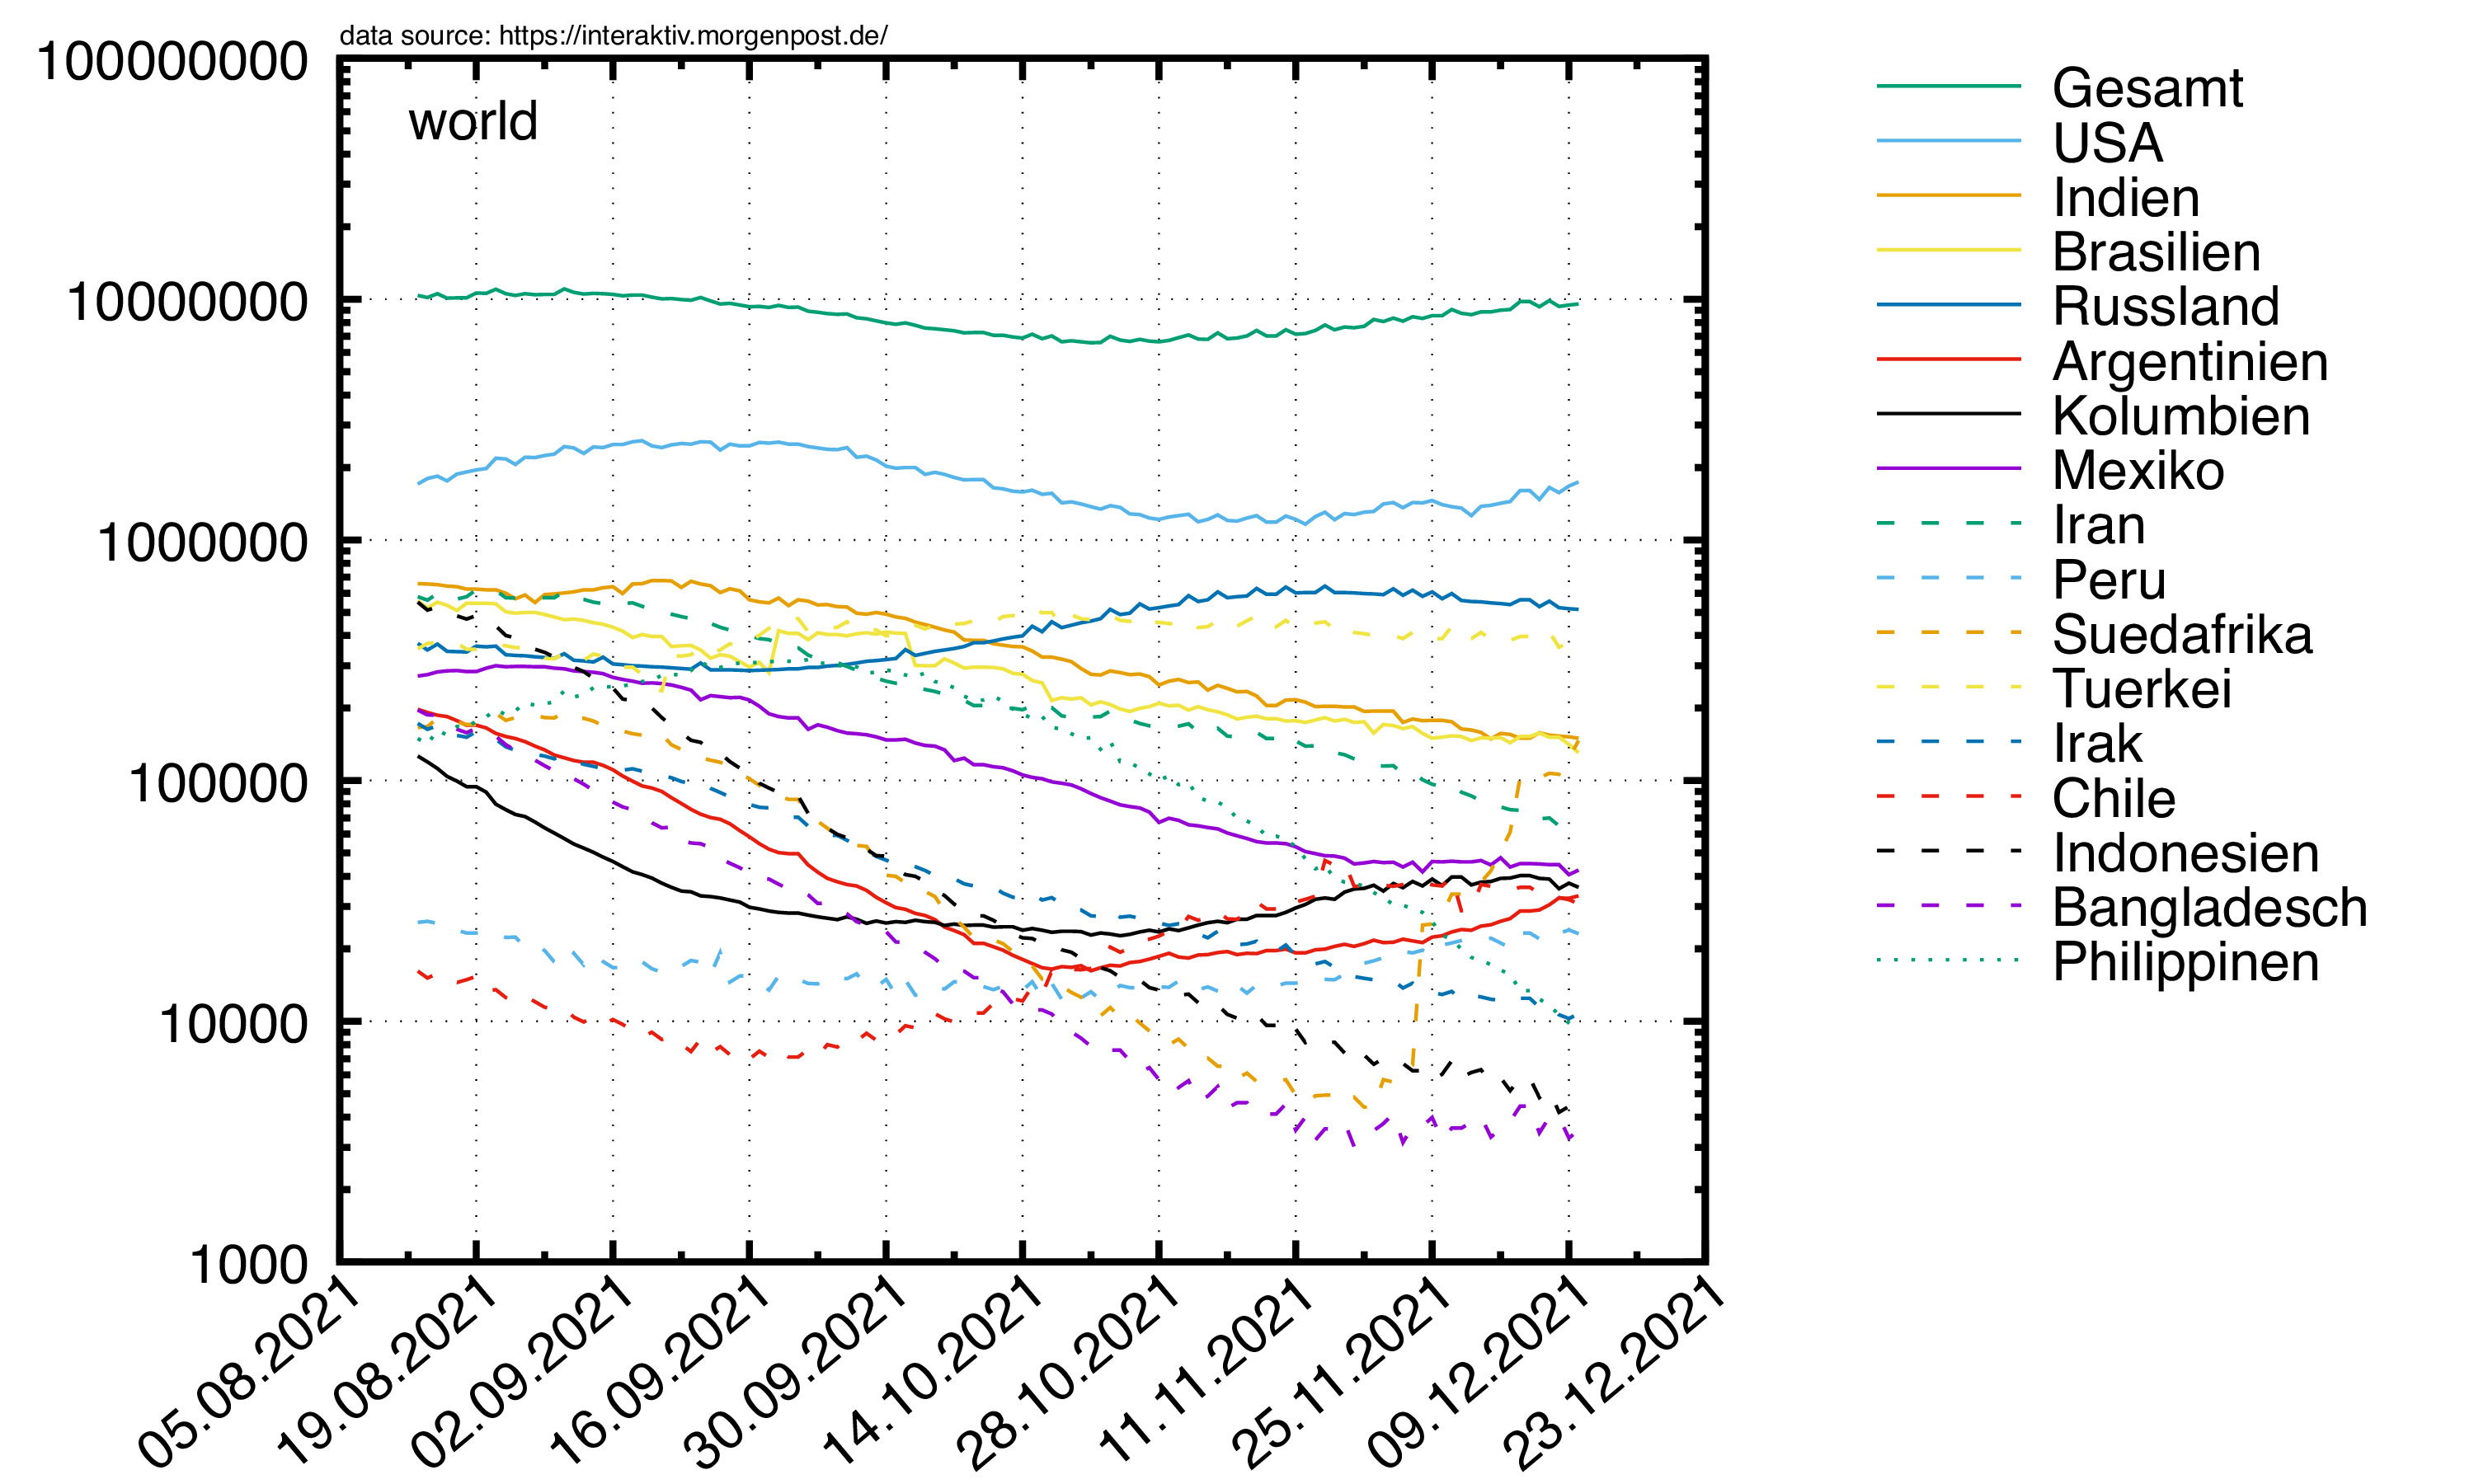 data source: https://interaktiv.morgenpost.de/
world
100000000
10000000
1000000
100000
10000
1000
05.08.2021
19.08.2021
02.09.2021
16.09.2021
30.09.2021
14.10.2021
28.10.2021
11.11.2021
25.11.2021
09.12.2021
23.12.2021
Gesamt
USA
Indien
Brasilien
Russland
Argentinien
Kolumbien
Mexiko
Iran
Peru
Suedafrika
Tuerkei
Irak
Chile
Indonesien
Bangladesch
Philippinen